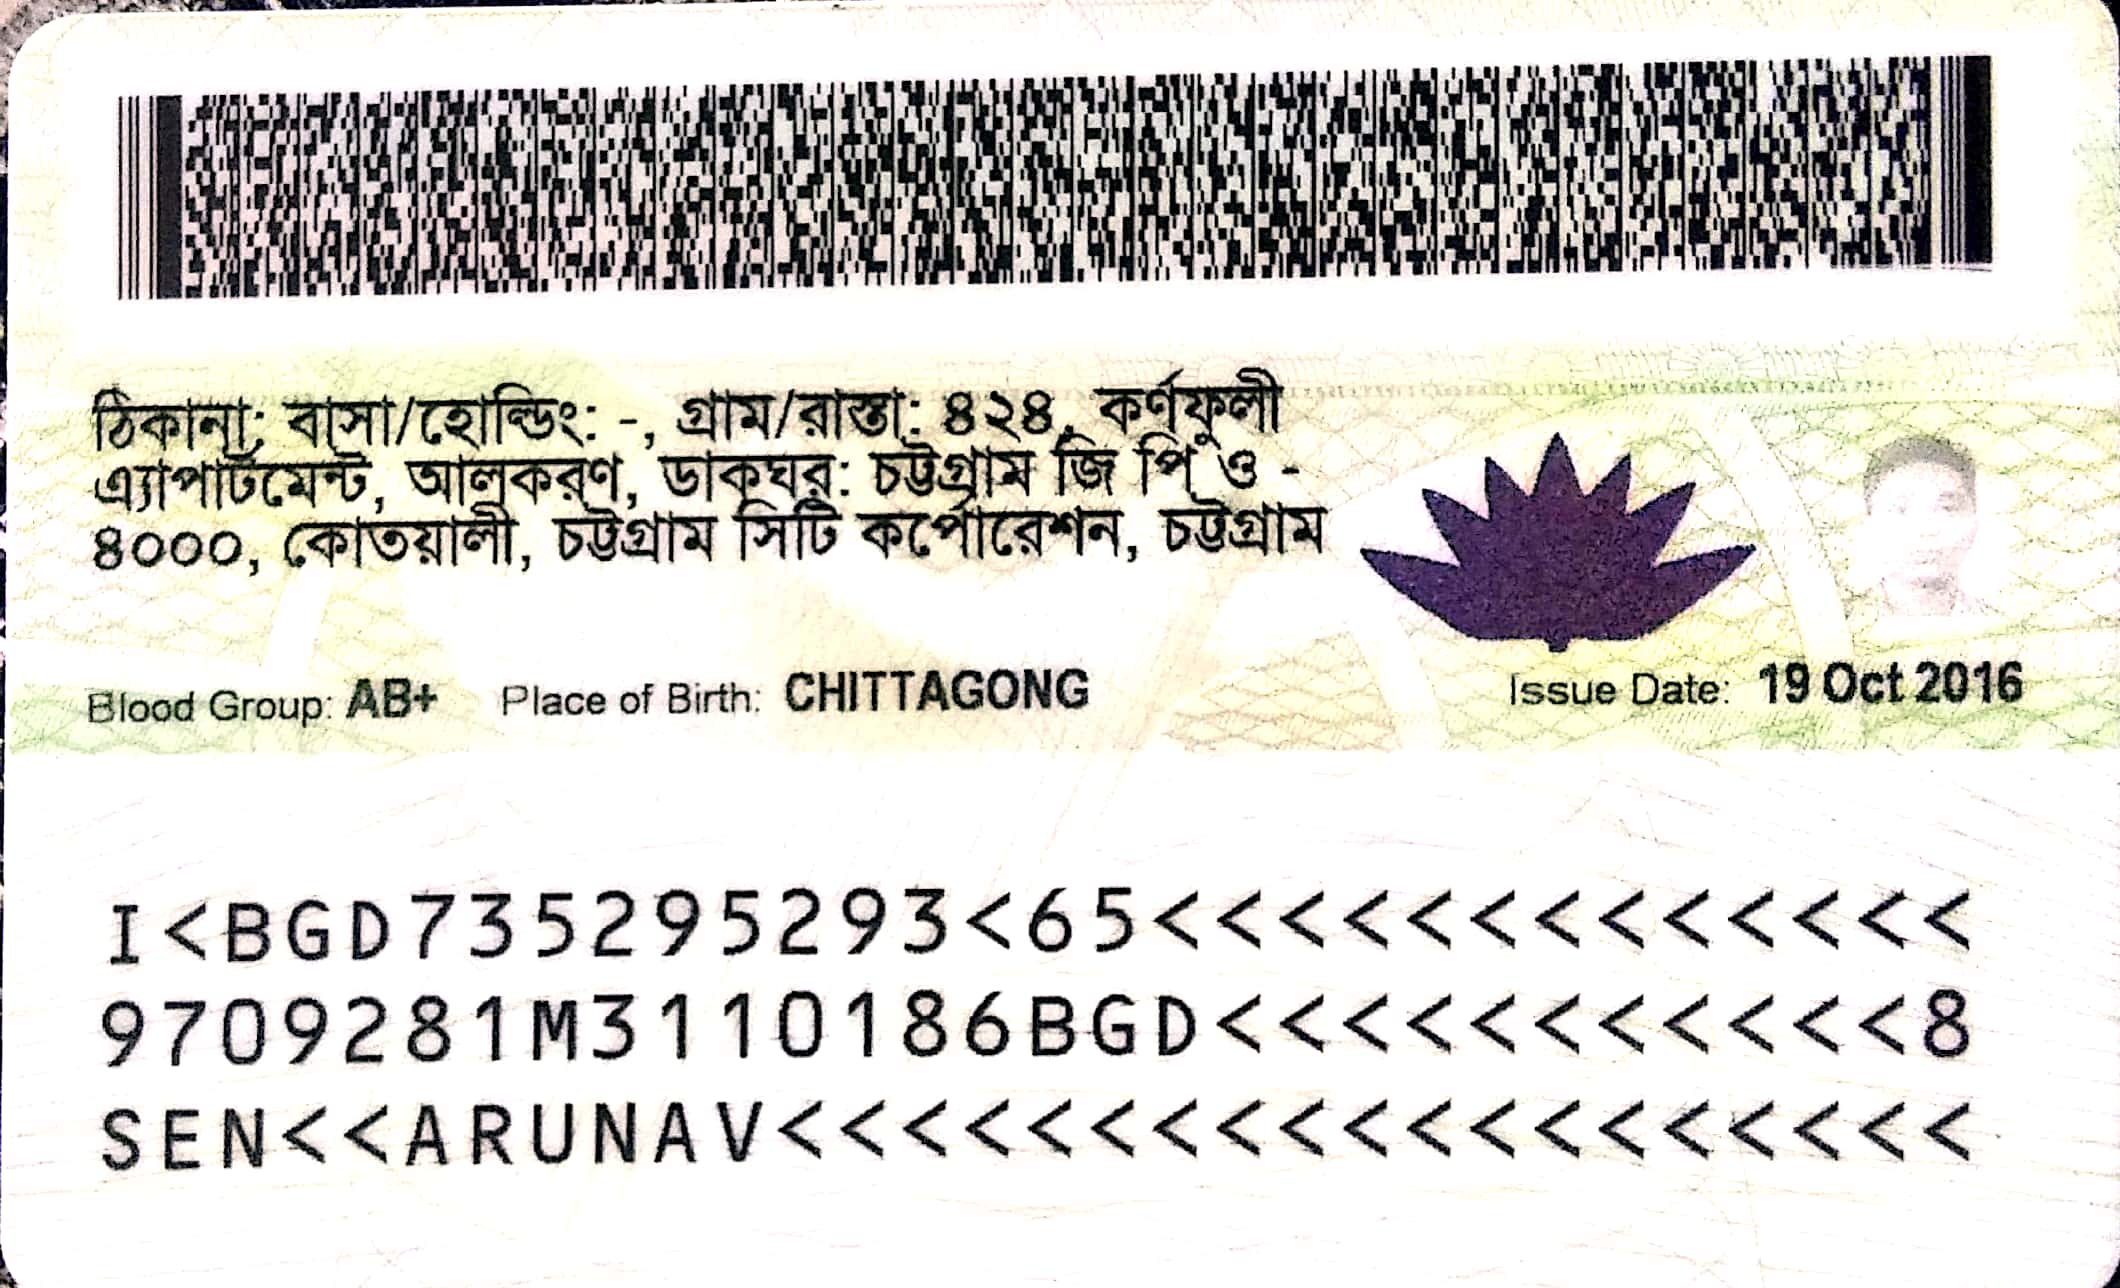 ঠিকানা: বাসা/হোল্ডিং: -, গ্রাম/রাস্তা: ৪২৪, কর্ণফুলী
এ্যাপার্টমেন্ট, আলকরণ, ডাকঘর: চট্টগ্রাম জি পি ও -
৪০০০, কোতয়ালী, চট্টগ্রাম সিটি কর্পোরেশন, চট্টগ্রাম
Blood Group: AB+ Place of Birth: CHITTAGONG Issue Date: 19 Oct 2016
I<BGD735295293<65<<<<<<<<<<<<<
9709281M3110186BGD<<<<<<<<<<<8
SEN<<ARUNAV<<<<<<<<<<<<<<<<<<<